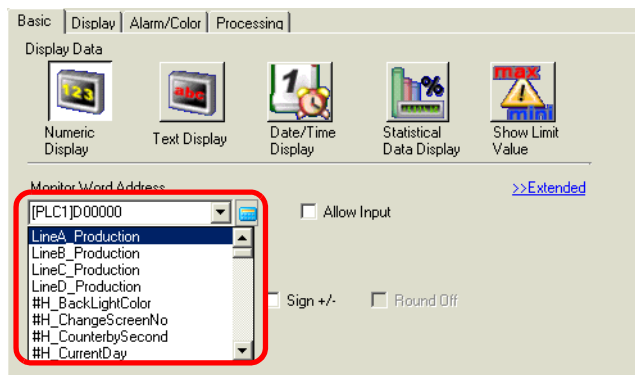 Basic Display Alarm/Color Processing
Display Data
123 abc 1 % max mini
Numeric Display
Text Display
Date/Time Display
Statistical Data Display
Show Limit Value
Monitor Word Address >>Extended
[PLC1]D00000 Allow Input
LineA_Production
LineB_Production
LineC_Production
LineD_Production
#H_BackLightColor Sign +/- Round Off
#H_ChangeScreenNo
#H_CounterbySecond
#H_CurrentDay